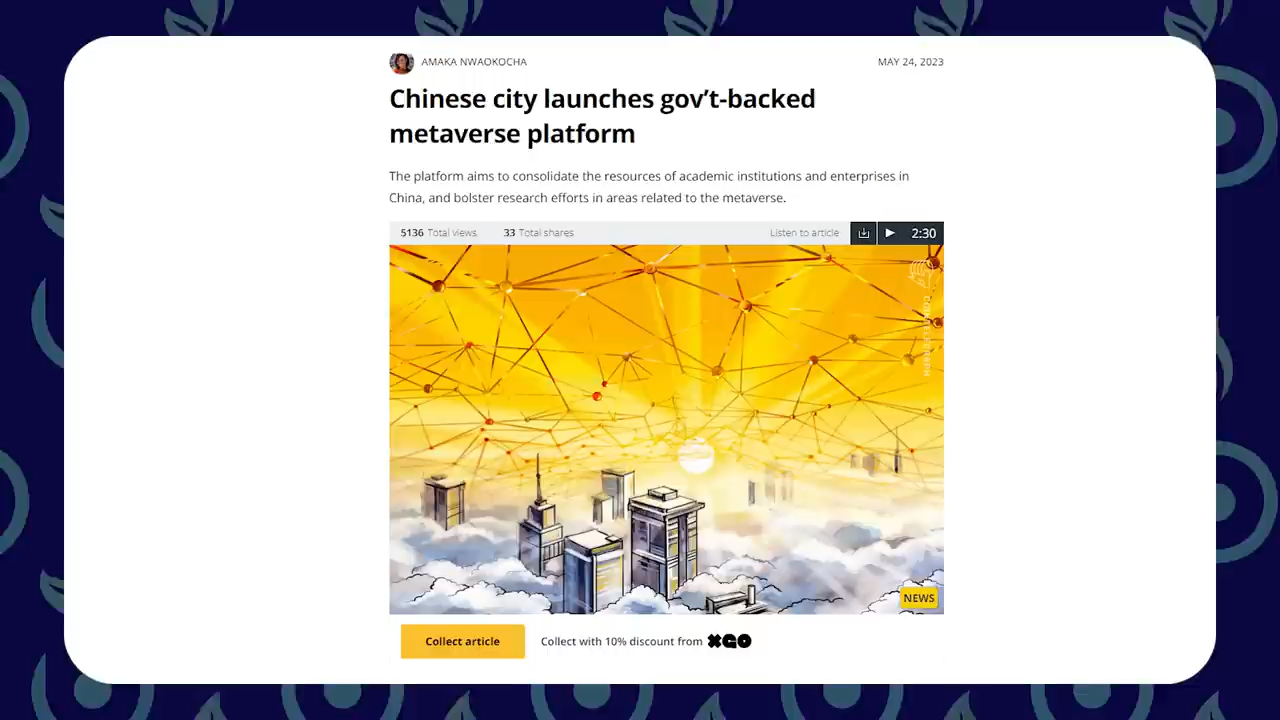 AMAKA NWAOKOCHA
MAY 24, 2023
Chinese city launches gov’t-backed
metaverse platform
The platform aims to consolidate the resources of academic institutions and enterprises in
China, and bolster research efforts in areas related to the metaverse.
5136 Total views 33 Total shares Listen to article 2:30
COINTELEGRAPH
NEWS
Collect article Collect with 10% discount from XGO